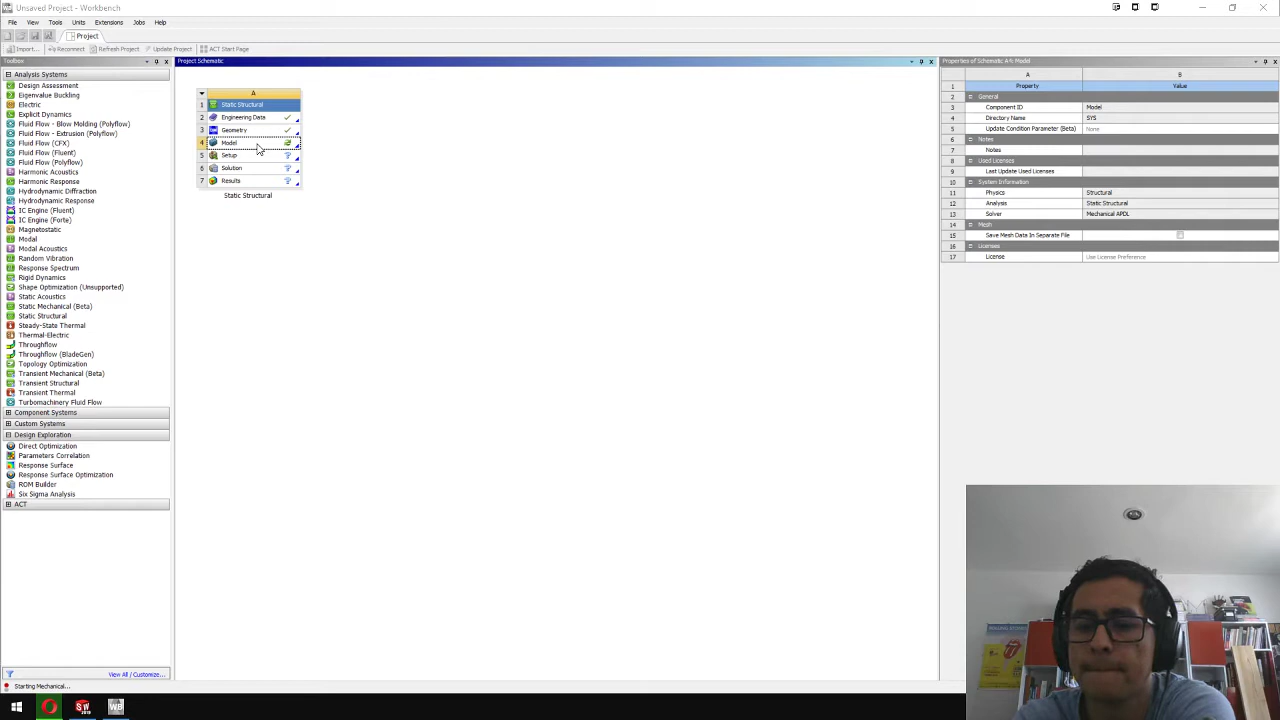 Unsaved Project - Workbench
File View Tools Units Extensions Jobs Help
Project
Import... Reconnect Refresh Project Update Project ACT Start Page
Toolbox
Analysis Systems
Design Assessment
Eigenvalue Buckling
Electric
Explicit Dynamics
Fluid Flow - Blow Molding (Polyflow)
Fluid Flow - Extrusion (Polyflow)
Fluid Flow (CFX)
Fluid Flow (Fluent)
Fluid Flow (Polyflow)
Harmonic Acoustics
Harmonic Response
Hydrodynamic Diffraction
Hydrodynamic Response
IC Engine (Fluent)
IC Engine (Forte)
Magnetostatic
Modal
Modal Acoustics
Random Vibration
Response Spectrum
Rigid Dynamics
Shape Optimization (Unsupported)
Static Acoustics
Static Mechanical (Beta)
Static Structural
Steady-State Thermal
Thermal-Electric
Throughflow
Throughflow (BladeGen)
Topology Optimization
Transient Mechanical (Beta)
Transient Structural
Transient Thermal
Turbomachinery Fluid Flow
Component Systems
Custom Systems
Design Exploration
Direct Optimization
Parameters Correlation
Response Surface
Response Surface Optimization
ROM Builder
Six Sigma Analysis
ACT
View All / Customize...
Starting Mechanical...
Project Schematic
A
1 Static Structural
2 Engineering Data
3 Geometry
4 Model
5 Setup
6 Solution
7 Results
Static Structural
Properties of Schematic A4: Model
A B
1 Property Value
2 General
3 Component ID Model
4 Directory Name SYS
5 Update Condition Parameter (Beta) None
6 Notes
7 Notes
8 Used Licenses
9 Last Update Used Licenses
10 System Information
11 Physics Structural
12 Analysis Static Structural
13 Solver Mechanical APDL
14 Mesh
15 Save Mesh Data In Separate File
16 Licenses
17 License Use License Preference